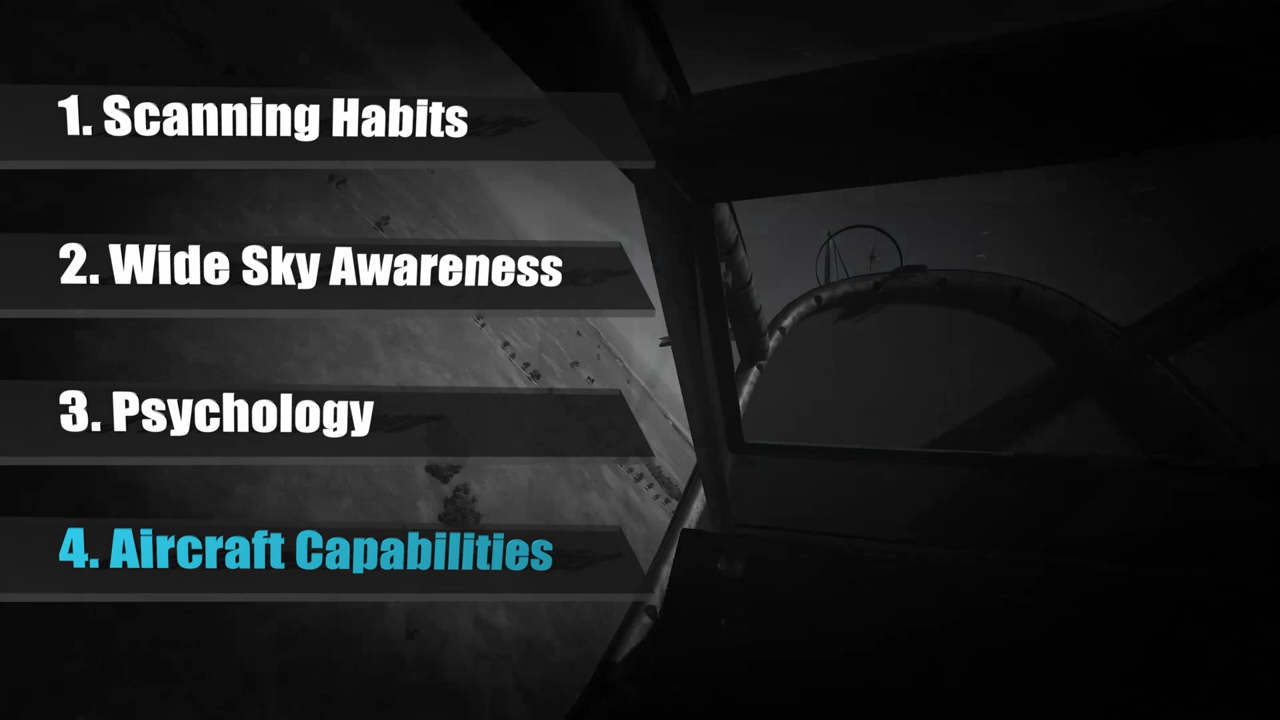 1. Scanning Habits
2. Wide Sky Awareness
3. Psychology
4. Aircraft Capabilities